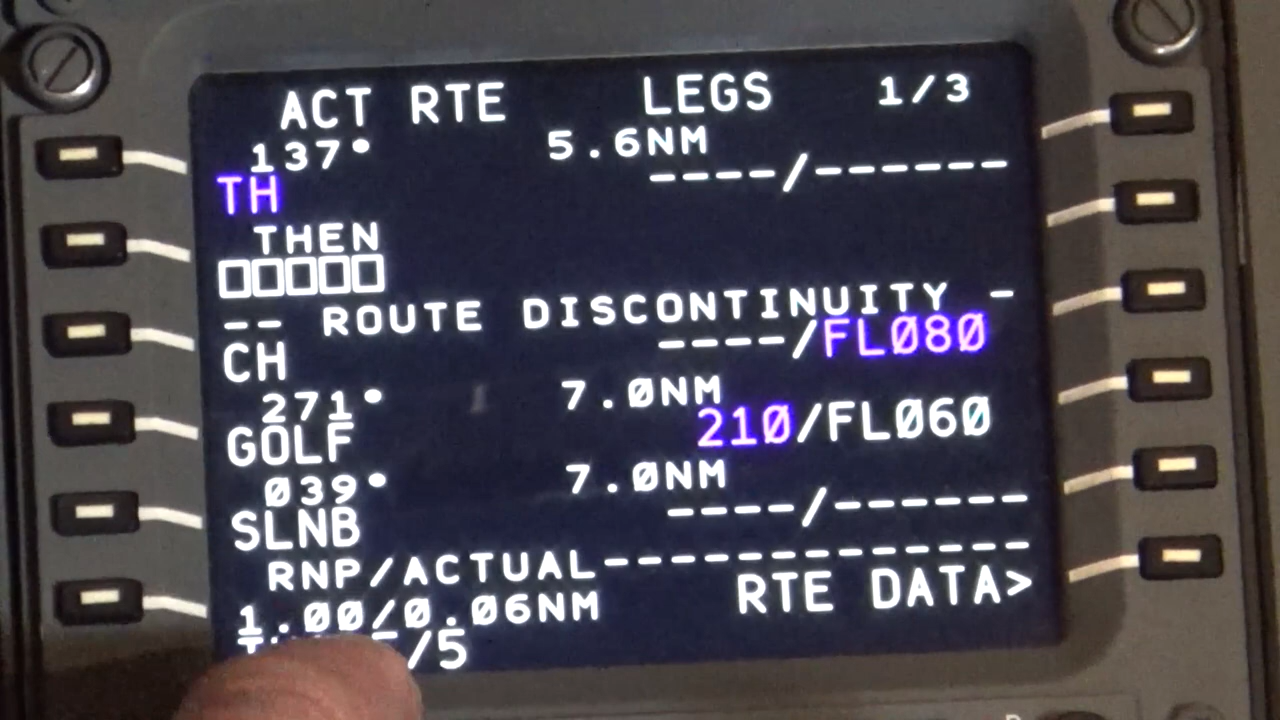 ACT RTE LEGS 1/3
137° 5.6NM
TH ----/------
THEN
□□□□□
-- ROUTE DISCONTINUITY -
CH ----/FL080
271° 7.0NM
GOLF 210/FL060
039° 7.0NM
SLNB ----/------
RNP/ACTUAL-------------
1.00/0.06NM RTE DATA>
/5